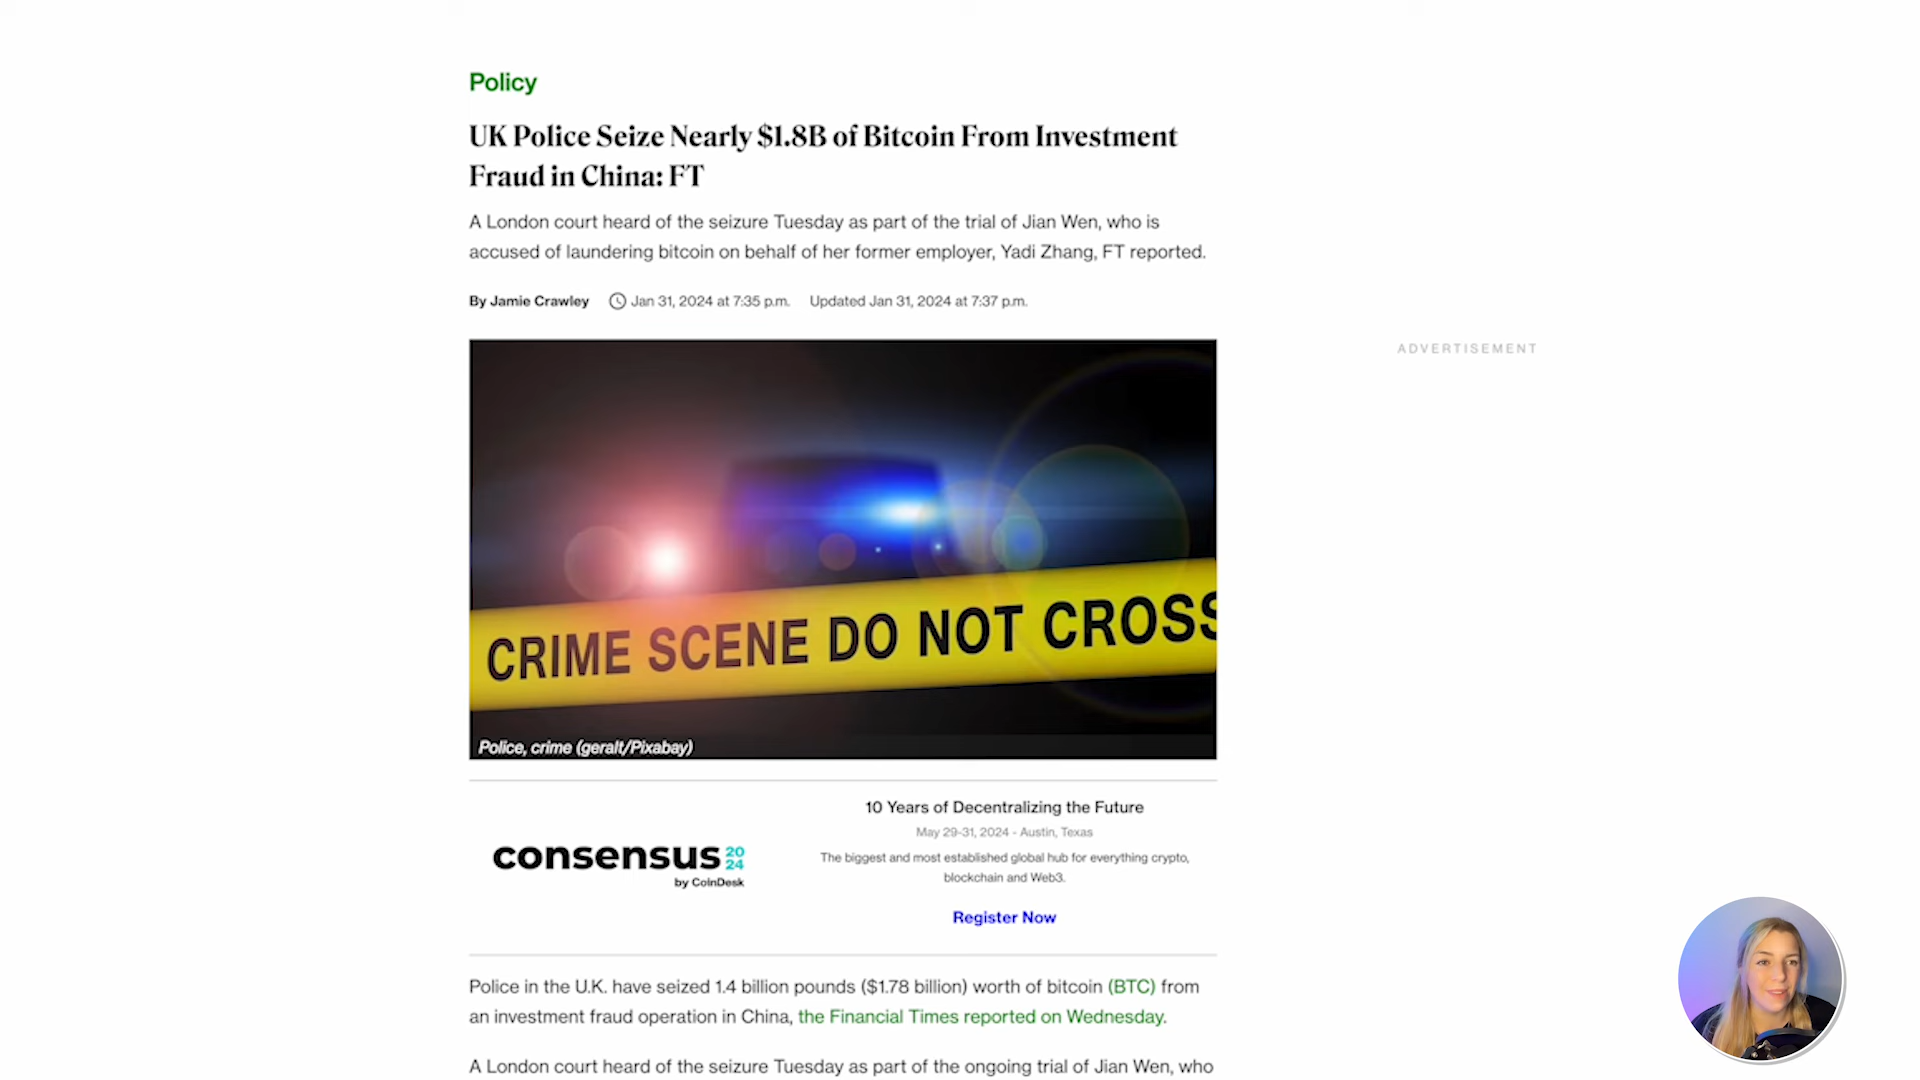 Policy
UK Police Seize Nearly $1.8B of Bitcoin From Investment
Fraud in China: FT
A London court heard of the seizure Tuesday as part of the trial of Jian Wen, who is
accused of laundering bitcoin on behalf of her former employer, Yadi Zhang, FT reported.
By Jamie Crawley Jan 31, 2024 at 7:35 p.m. Updated Jan 31, 2024 at 7:37 p.m.
ADVERTISEMENT
CRIME SCENE DO NOT CROSS
Police, crime (geralt/Pixabay)
consensus 20
24
by CoinDesk
10 Years of Decentralizing the Future
May 29-31, 2024 - Austin, Texas
The biggest and most established global hub for everything crypto,
blockchain and Web3.
Register Now
Police in the U.K. have seized 1.4 billion pounds ($1.78 billion) worth of bitcoin (BTC) from
an investment fraud operation in China, the Financial Times reported on Wednesday.
A London court heard of the seizure Tuesday as part of the ongoing trial of Jian Wen, who